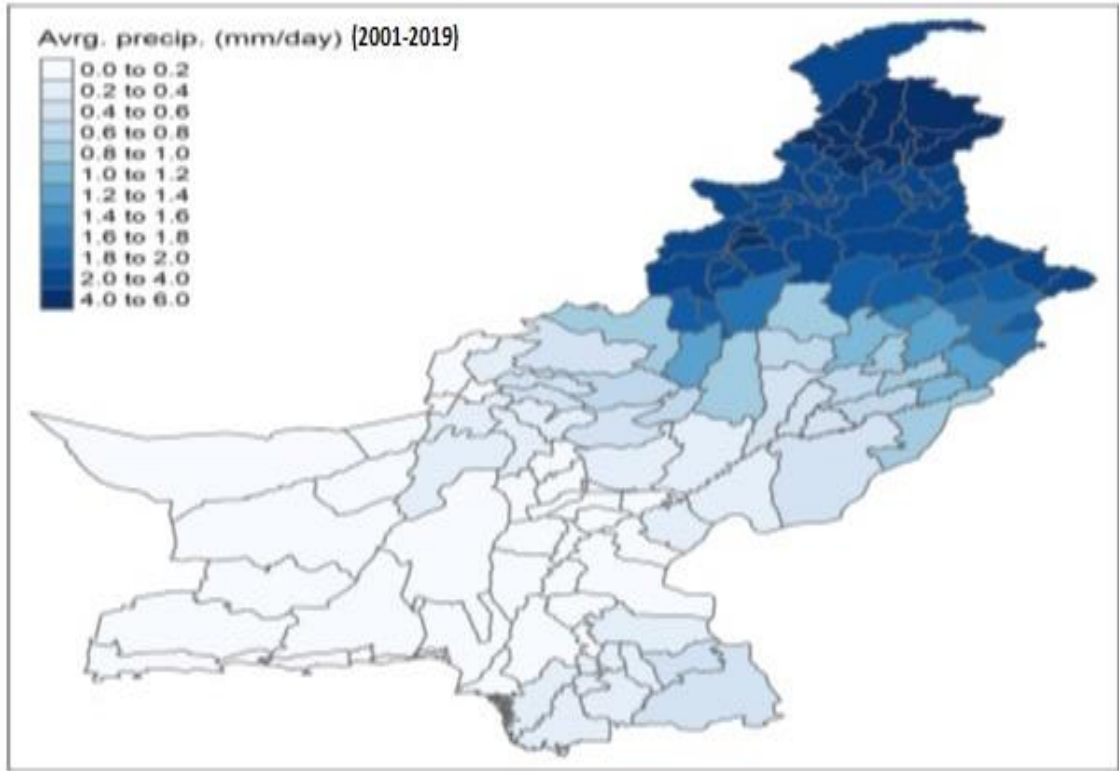 Avrg. precip. (mm/day) (2001-2019)
0.0 to 0.2
0.2 to 0.4
0.4 to 0.6
0.6 to 0.8
0.8 to 1.0
1.0 to 1.2
1.2 to 1.4
1.4 to 1.6
1.6 to 1.8
1.8 to 2.0
2.0 to 4.0
4.0 to 6.0